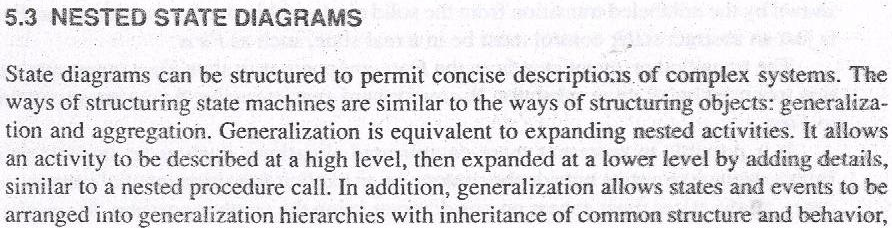 5.3 NESTED STATE DIAGRAMS
State diagrams can be structured to permit concise descriptions of complex systems. The
ways of structuring state machines are similar to the ways of structuring objects: generaliza-
tion and aggregation. Generalization is equivalent to expanding nested activities. It allows
an activity to be described at a high level, then expanded at a lower level by adding details,
similar to a nested procedure call. In addition, generalization allows states and events to be
arranged into generalization hierarchies with inheritance of common structure and behavior,